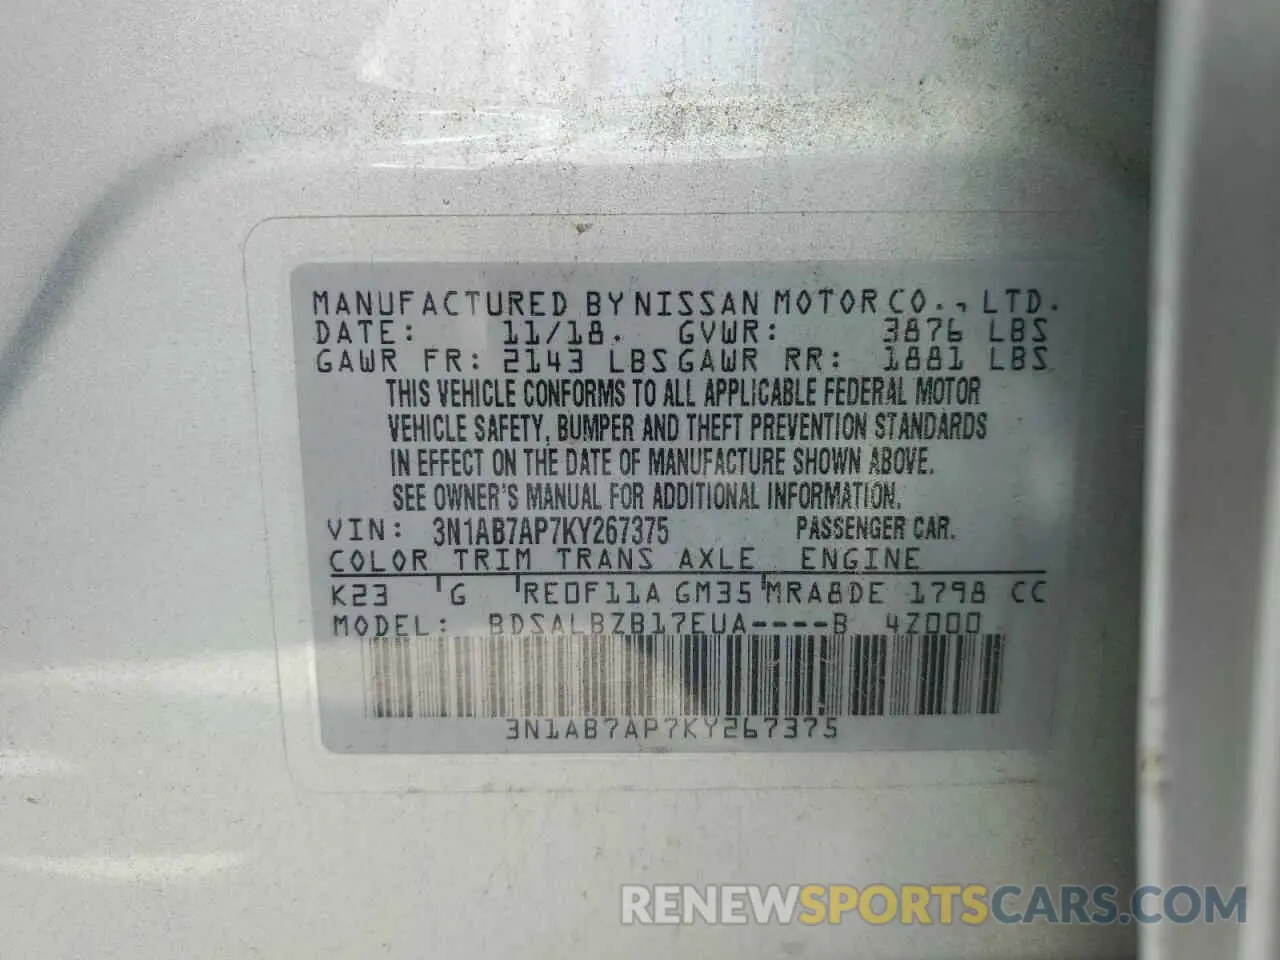 MANUFACTURED BY NISSAN MOTOR CO., LTD.
DATE: 11/18. GVWR: 3876 LBS
GAWR FR: 2143 LBS GAWR RR: 1881 LBS
THIS VEHICLE CONFORMS TO ALL APPLICABLE FEDERAL MOTOR
VEHICLE SAFETY, BUMPER AND THEFT PREVENTION STANDARDS
IN EFFECT ON THE DATE OF MANUFACTURE SHOWN ABOVE.
SEE OWNER'S MANUAL FOR ADDITIONAL INFORMATION.
VIN: 3N1AB7AP7KY267375 PASSENGER CAR.
COLOR TRIM TRANS AXLE ENGINE
K23 G RE0F11A GM35 MRA8DE 1798 CC
MODEL: BDSALBZB17EUA----B 4Z000
3N1AB7AP7KY267375
RENEWSPORTSCARS.COM